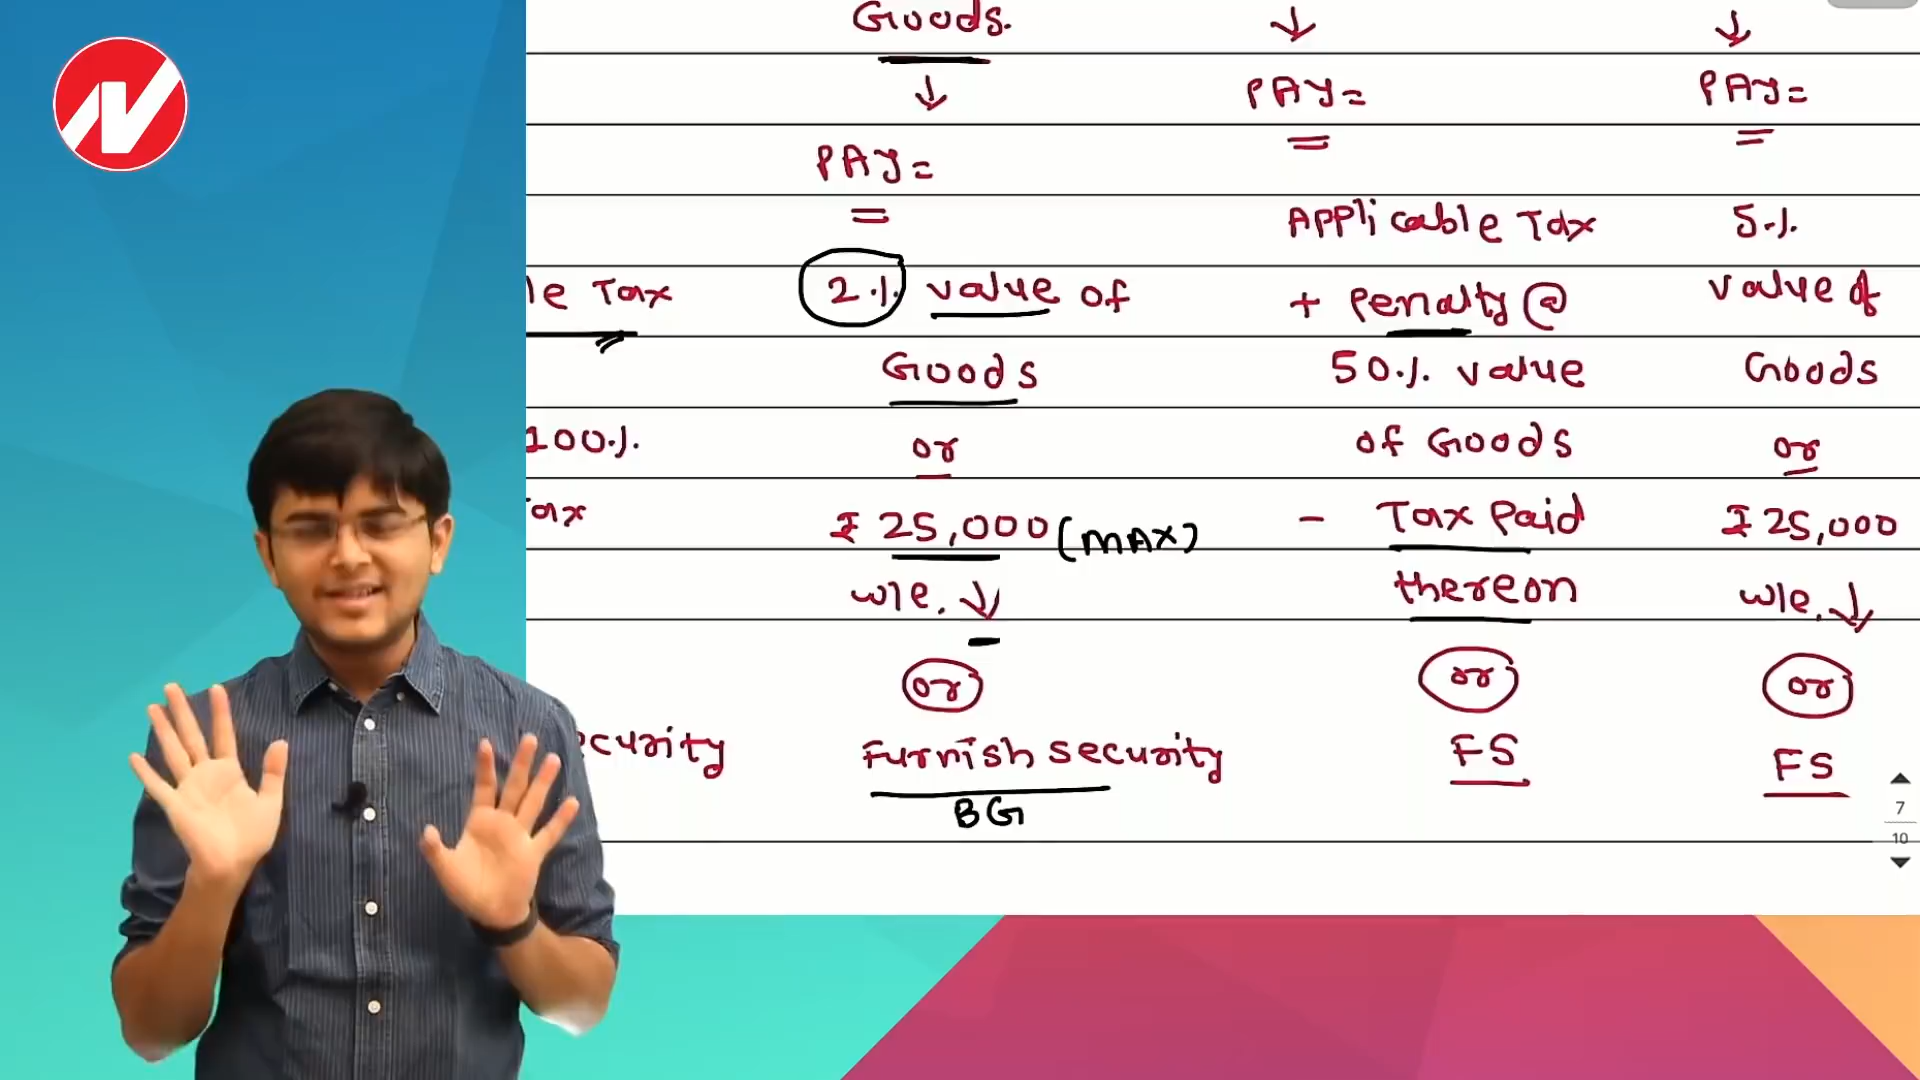 Goods.
↓
↓
↓
PAY=
PAY=
PAY=
Applicable Tax
5%
le Tax
2% value of
+ Penalty @
value of
Goods
50% value
Goods
100%
or
of Goods
or
Tax
₹ 25,000 (MAX)
- Tax Paid
₹ 25,000
w/e. ↓
thereon
w/e. ↓
or
or
or
ecurity
Furnish security
FS
FS
BG
7
10